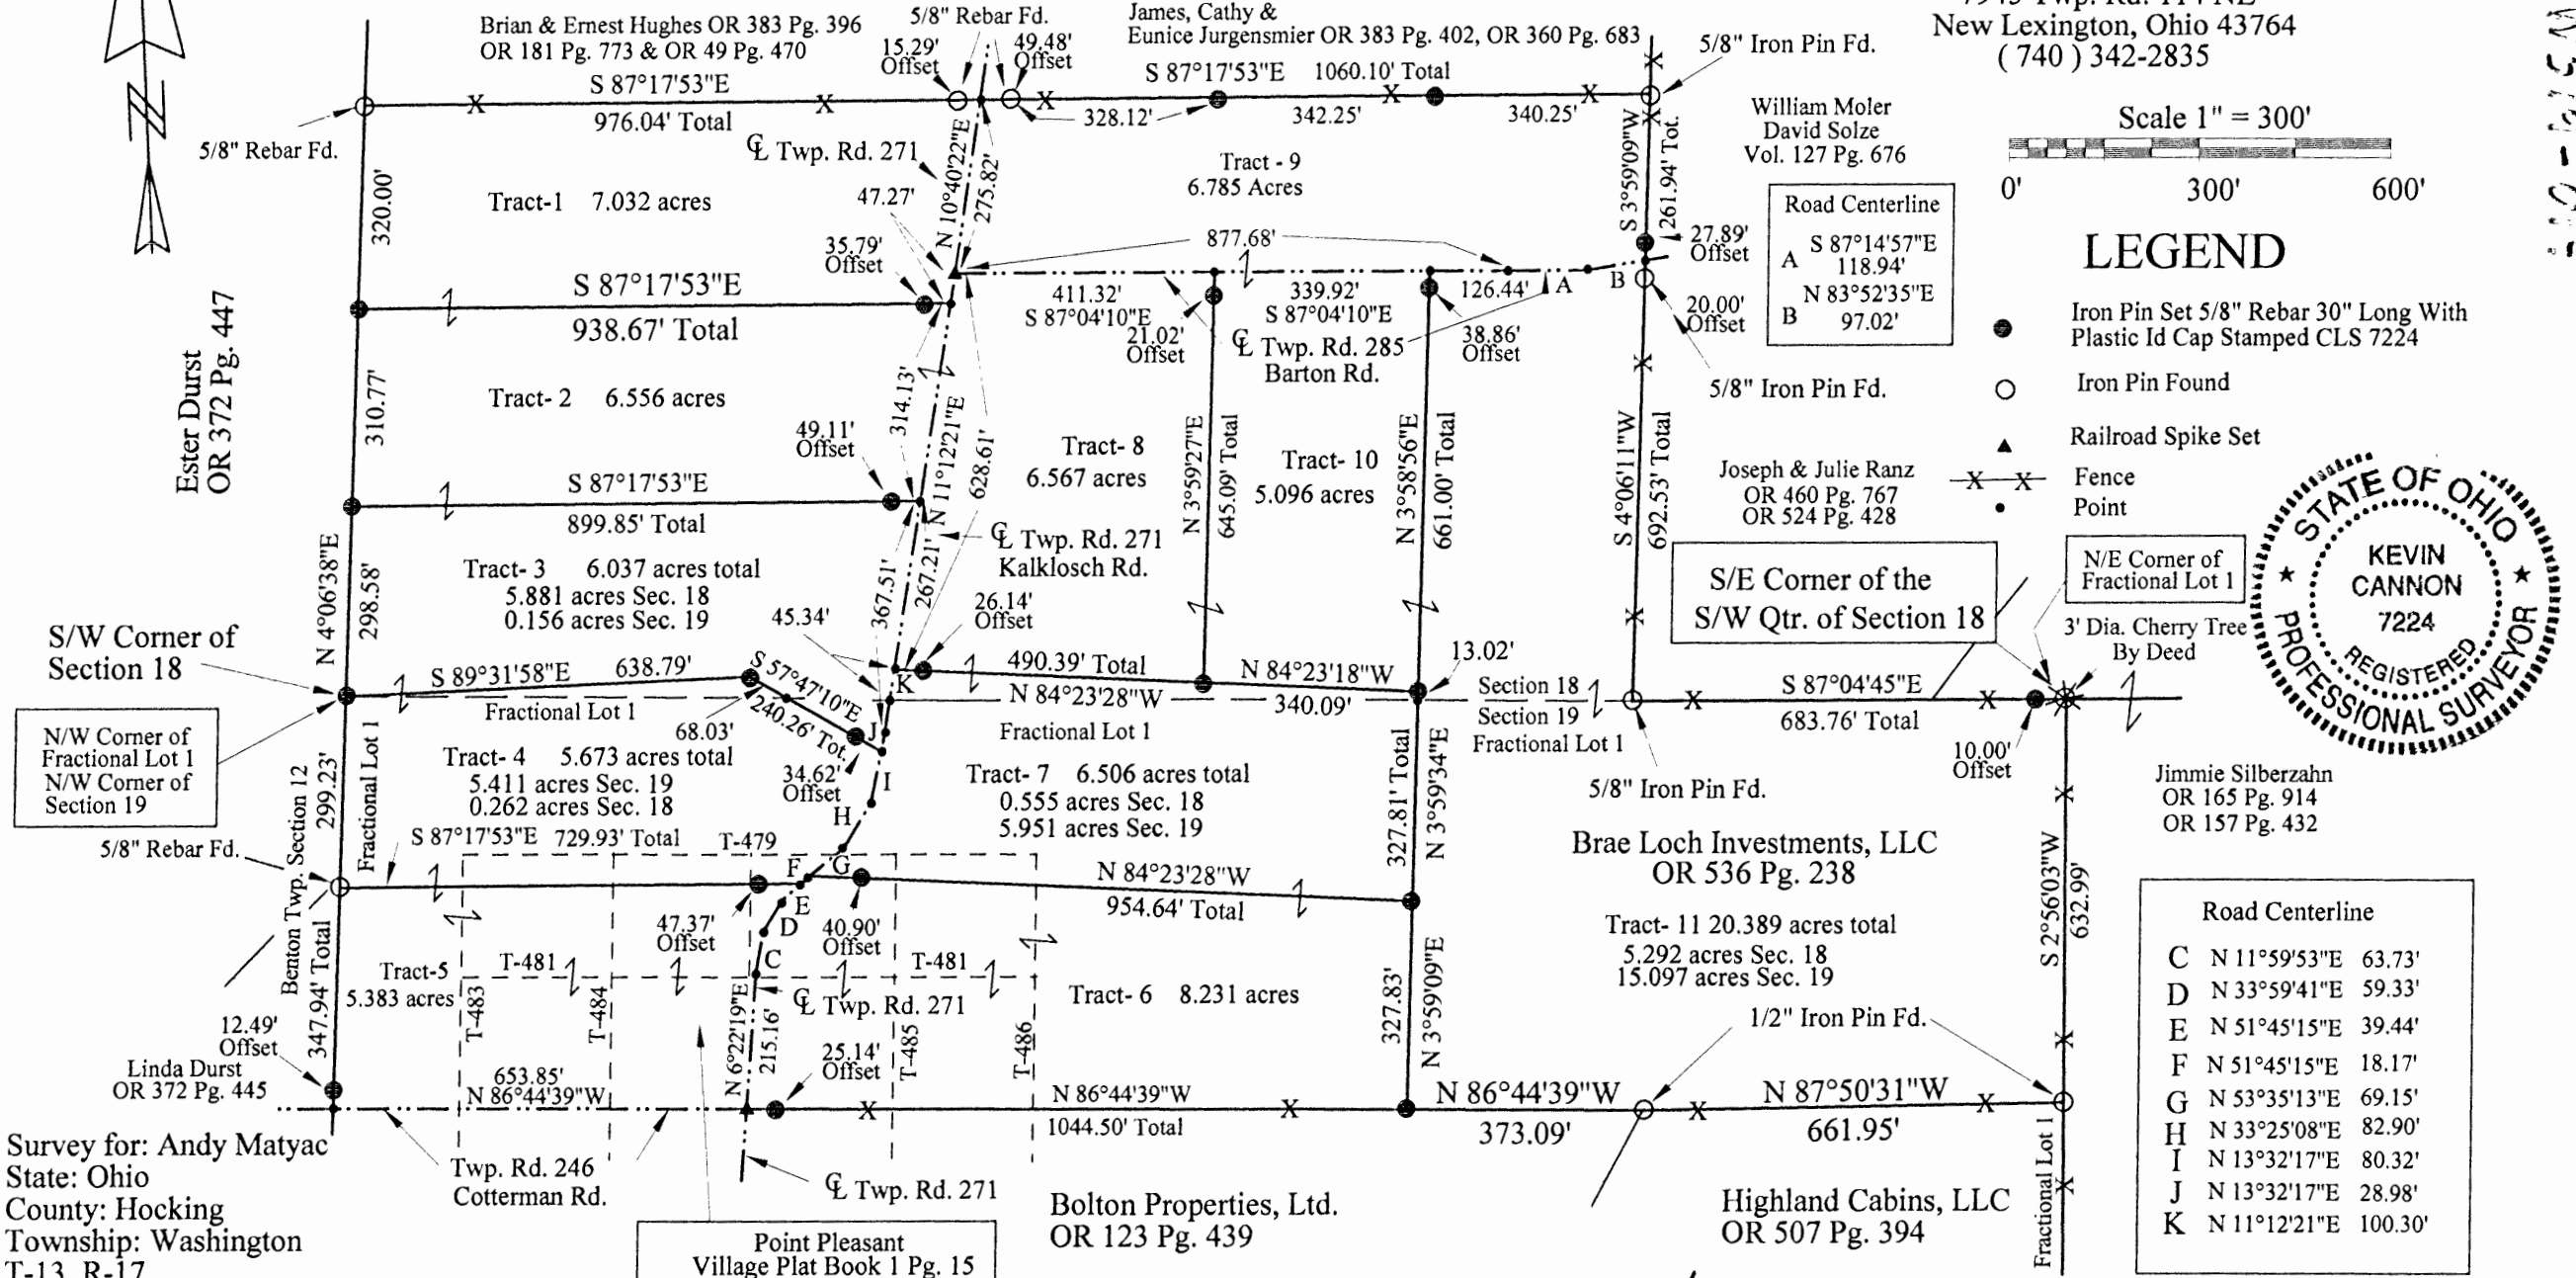 7943 Twp. Rd. 114 NE
New Lexington, Ohio 43764
( 740 ) 342-2835
Brian & Ernest Hughes OR 383 Pg. 396
OR 181 Pg. 773 & OR 49 Pg. 470
5/8" Rebar Fd.
15.29'
Offset
49.48'
Offset
James, Cathy &
Eunice Jurgensmier OR 383 Pg. 402, OR 360 Pg. 683
5/8" Iron Pin Fd.
S 87°17'53"E
976.04' Total
S 87°17'53"E 1060.10' Total
328.12'
342.25'
340.25'
5/8" Rebar Fd.
℄ Twp. Rd. 271
N 10°40'22"E
275.82'
S 3°59'09"W
261.94' Tot.
William Moler
David Solze
Vol. 127 Pg. 676
Scale 1" = 300'
0' 300' 600'
320.00'
Tract-1 7.032 acres
47.27'
Tract - 9
6.785 Acres
35.79'
Offset
877.68'
27.89'
Offset
Road Centerline
A S 87°14'57"E
118.94'
B N 83°52'35"E
97.02'
LEGEND
Iron Pin Set 5/8" Rebar 30" Long With
Plastic Id Cap Stamped CLS 7224
Iron Pin Found
Railroad Spike Set
X X Fence
Point
S 87°17'53"E
938.67' Total
411.32'
S 87°04'10"E
21.02'
Offset
339.92'
S 87°04'10"E
126.44'
A
B
38.86'
Offset
20.00'
Offset
℄ Twp. Rd. 285
Barton Rd.
5/8" Iron Pin Fd.
Ester Durst
OR 372 Pg. 447
310.77'
Tract- 2 6.556 acres
314.13'
N 11°12'21"E
628.61'
49.11'
Offset
Tract- 8
6.567 acres
N 3°59'27"E
645.09' Total
Tract- 10
5.096 acres
N 3°58'56"E
661.00' Total
S 4°06'11"W
692.53' Total
Joseph & Julie Ranz
OR 460 Pg. 767
OR 524 Pg. 428
STATE OF OHIO
KEVIN
CANNON
7224
REGISTERED
PROFESSIONAL SURVEYOR
S 87°17'53"E
899.85' Total
℄ Twp. Rd. 271
Kalklosch Rd.
367.51'
267.21'
N 4°06'38"E
298.58'
Tract- 3 6.037 acres total
5.881 acres Sec. 18
0.156 acres Sec. 19
45.34'
26.14'
Offset
S/E Corner of the
S/W Qtr. of Section 18
N/E Corner of
Fractional Lot 1
3' Dia. Cherry Tree
By Deed
S/W Corner of
Section 18
S 89°31'58"E 638.79'
Fractional Lot 1
S 57°47'10"E
240.26' Tot.
68.03'
K
J
490.39' Total
N 84°23'18"W
N 84°23'28"W
340.09'
13.02'
Section 18
Section 19
Fractional Lot 1
S 87°04'45"E
683.76' Total
10.00'
Offset
5/8" Iron Pin Fd.
N/W Corner of
Fractional Lot 1
N/W Corner of
Section 19
Fractional Lot 1
299.23'
Tract- 4 5.673 acres total
5.411 acres Sec. 19
0.262 acres Sec. 18
34.62'
Offset
I
H
Fractional Lot 1
Tract- 7 6.506 acres total
0.555 acres Sec. 18
5.951 acres Sec. 19
327.81' Total
N 3°59'34"E
Jimmie Silberzahn
OR 165 Pg. 914
OR 157 Pg. 432
5/8" Rebar Fd.
Benton Twp. Section 12
S 87°17'53"E 729.93' Total
T-479
F
G
E
D
C
47.37'
Offset
40.90'
Offset
N 84°23'28"W
954.64' Total
Brae Loch Investments, LLC
OR 536 Pg. 238
Tract- 11 20.389 acres total
5.292 acres Sec. 18
15.097 acres Sec. 19
S 2°56'03"W
632.99'
347.94' Total
Tract-5
5.383 acres
T-481
T-481
T-483
T-484
T-485
T-486
N 6°22'19"E
215.16'
℄ Twp. Rd. 271
Tract- 6 8.231 acres
327.83'
N 3°59'09"E
1/2" Iron Pin Fd.
12.49'
Offset
Linda Durst
OR 372 Pg. 445
653.85'
N 86°44'39"W
25.14'
Offset
N 86°44'39"W
1044.50' Total
N 86°44'39"W
373.09'
N 87°50'31"W
661.95'
Fractional Lot 1
Road Centerline
C N 11°59'53"E 63.73'
D N 33°59'41"E 59.33'
E N 51°45'15"E 39.44'
F N 51°45'15"E 18.17'
G N 53°35'13"E 69.15'
H N 33°25'08"E 82.90'
I N 13°32'17"E 80.32'
J N 13°32'17"E 28.98'
K N 11°12'21"E 100.30'
Twp. Rd. 246
Cotterman Rd.
℄ Twp. Rd. 271
Bolton Properties, Ltd.
OR 123 Pg. 439
Highland Cabins, LLC
OR 507 Pg. 394
Point Pleasant
Village Plat Book 1 Pg. 15
Survey for: Andy Matyac
State: Ohio
County: Hocking
Township: Washington
T-13, R-17